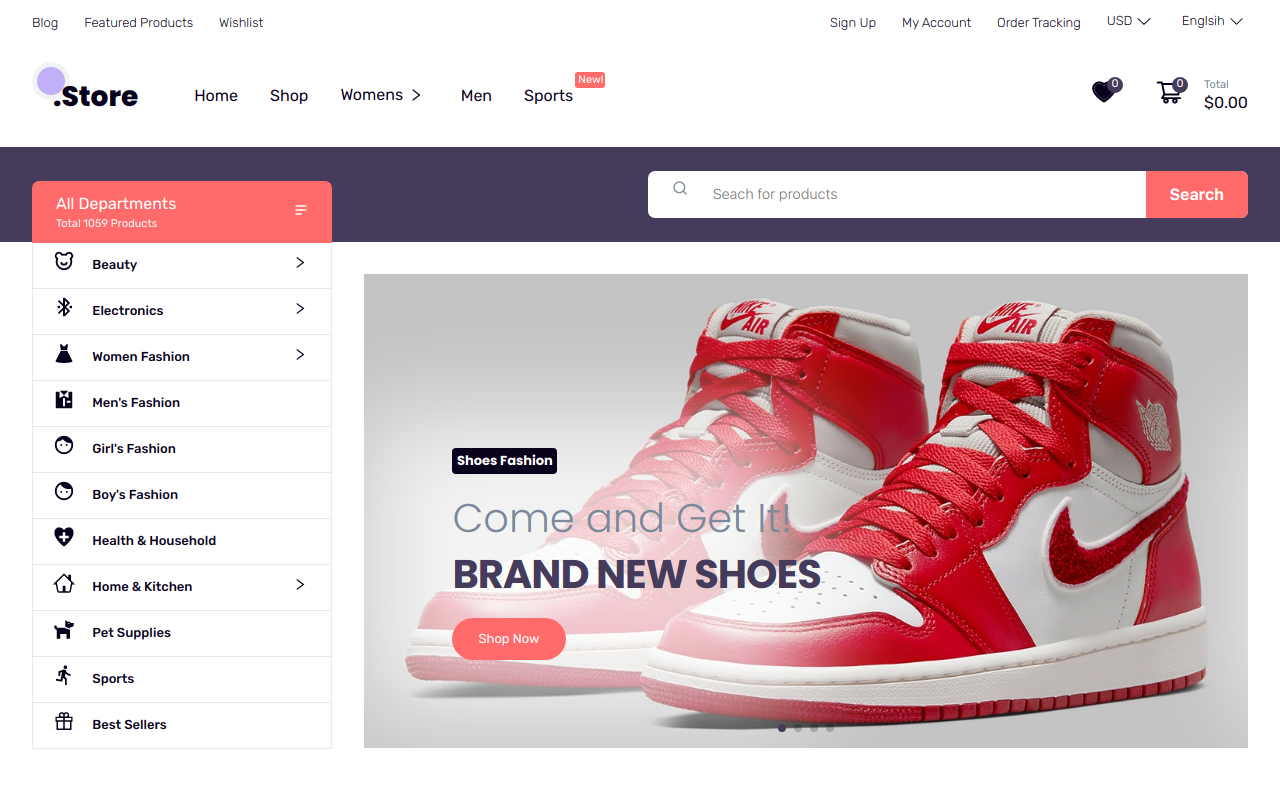 Blog Featured Products Wishlist Sign Up My Account Order Tracking USD Englsih
.Store Home Shop Womens Men Sports New! 0 0 Total
$0.00
All Departments
Total 1059 Products
Seach for products Search
Beauty
Electronics
Women Fashion
Men's Fashion
Girl's Fashion
Boy's Fashion
Health & Household
Home & Kitchen
Pet Supplies
Sports
Best Sellers
NIKE
AIR
NIKE
AIR
Shoes Fashion
Come and Get It!
BRAND NEW SHOES
Shop Now